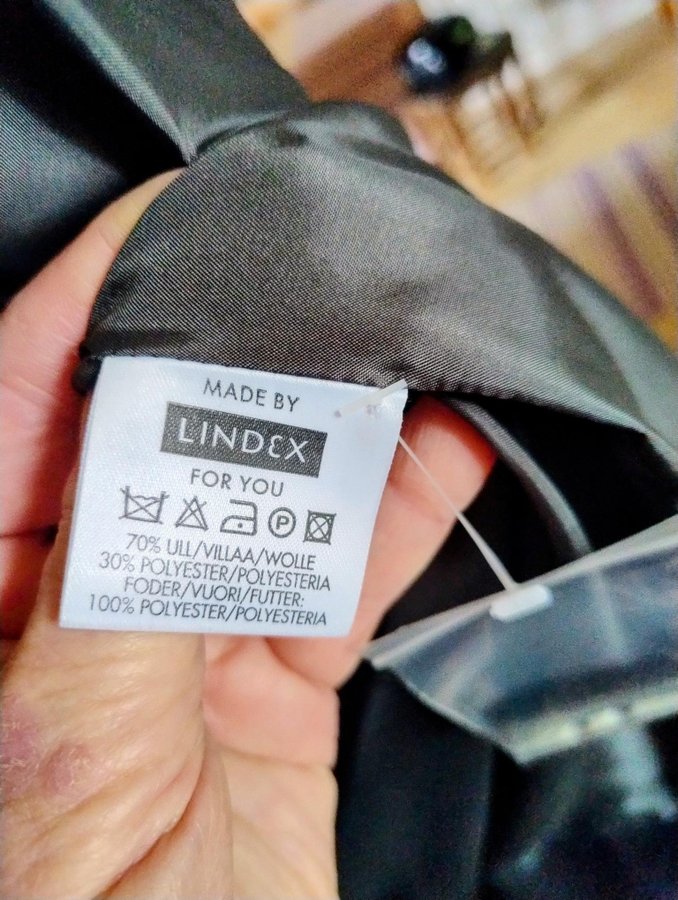 MADE BY
LINDEX
FOR YOU
P
70% ULL/VILLAA/WOLLE
30% POLYESTER/POLYESTERIA
FODER/VUORI/FUTTER:
100% POLYESTER/POLYESTERIA